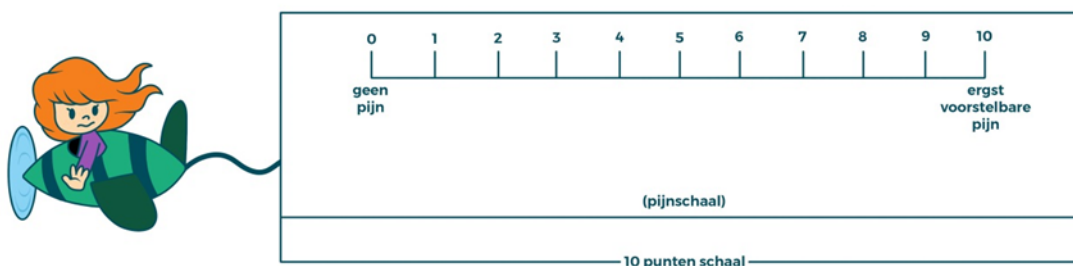 0 1 2 3 4 5 6 7 8 9 10
geen ergst
pijn voorstelbare
pijn
(pijnschaal)
10 punten schaal